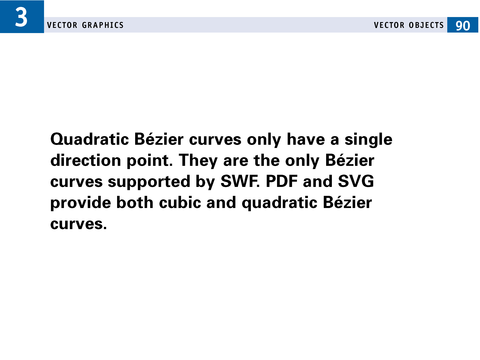 3
VECTOR GRAPHICS
VECTOR OBJECTS 90
Quadratic Bézier curves only have a single
direction point. They are the only Bézier
curves supported by SWF. PDF and SVG
provide both cubic and quadratic Bézier
curves.